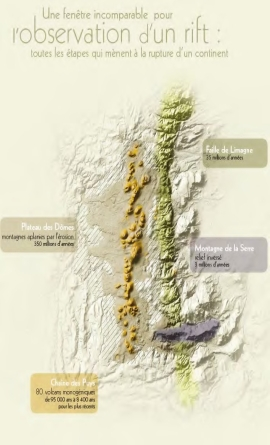 Une fenêtre incomparable pour
l'observation d'un rift :
toutes les étapes qui mènent à la rupture d'un continent
Faille de Limagne
35 millions d'années
Plateau des Dômes
montagnes aplanies par l'érosion
350 millions d'années
Montagne de la Serre
relief inversé
3 millions d'années
Chaîne des Puys
80 volcans monogéniques
de 95 000 ans à 8 400 ans
pour les plus récents